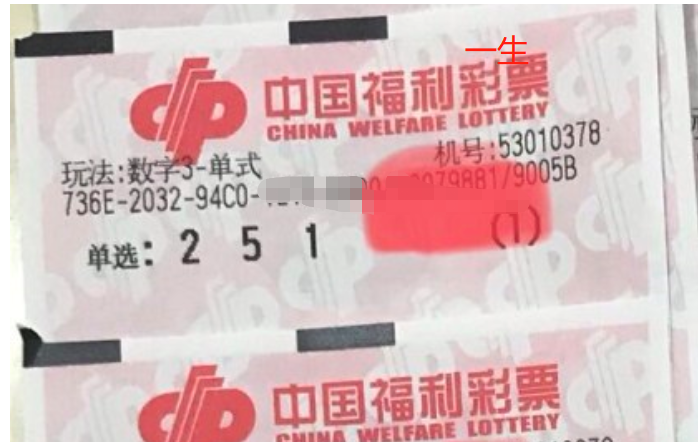 一生
中国福利彩票
CHINA WELFARE LOTTERY
玩法:数字3-单式
机号:53010378
736E-2032-94C0- 798B1/9005B
单选: 2 5 1 (1)
中国福利彩票
CHINA WELFARE LOTTERY